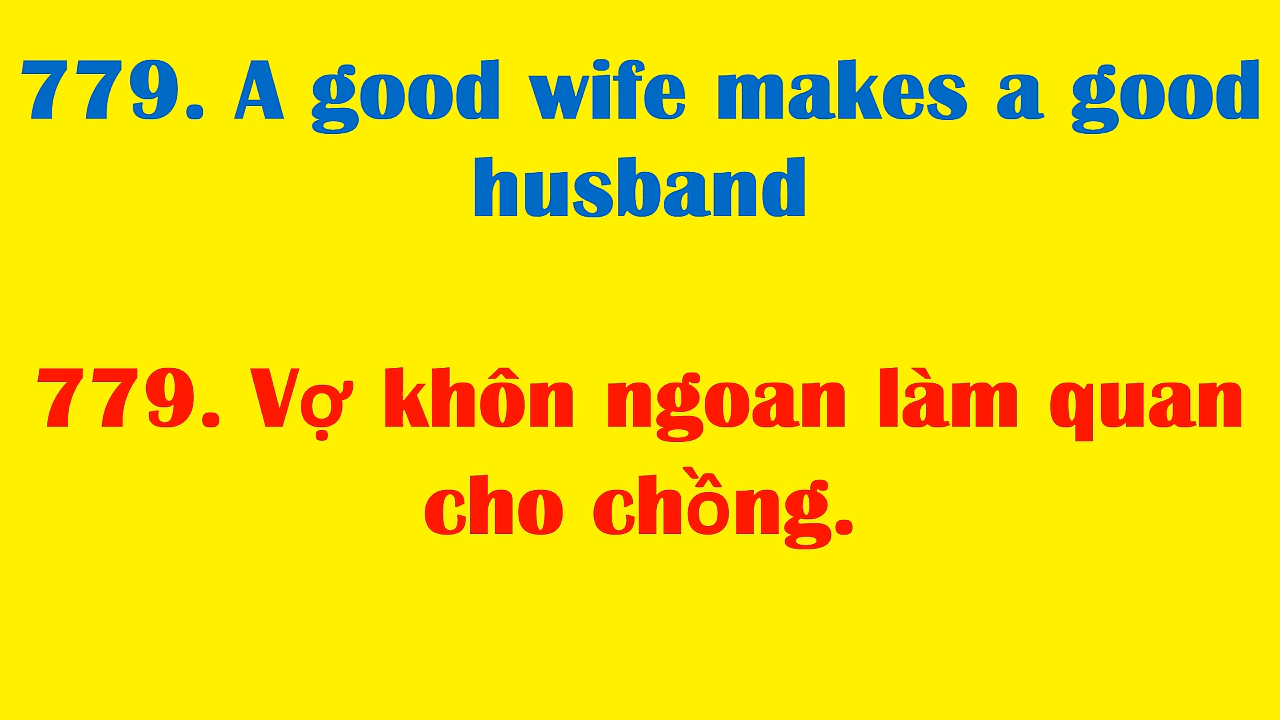 779. A good wife makes a good
husband
779. Vợ khôn ngoan làm quan
cho chồng.